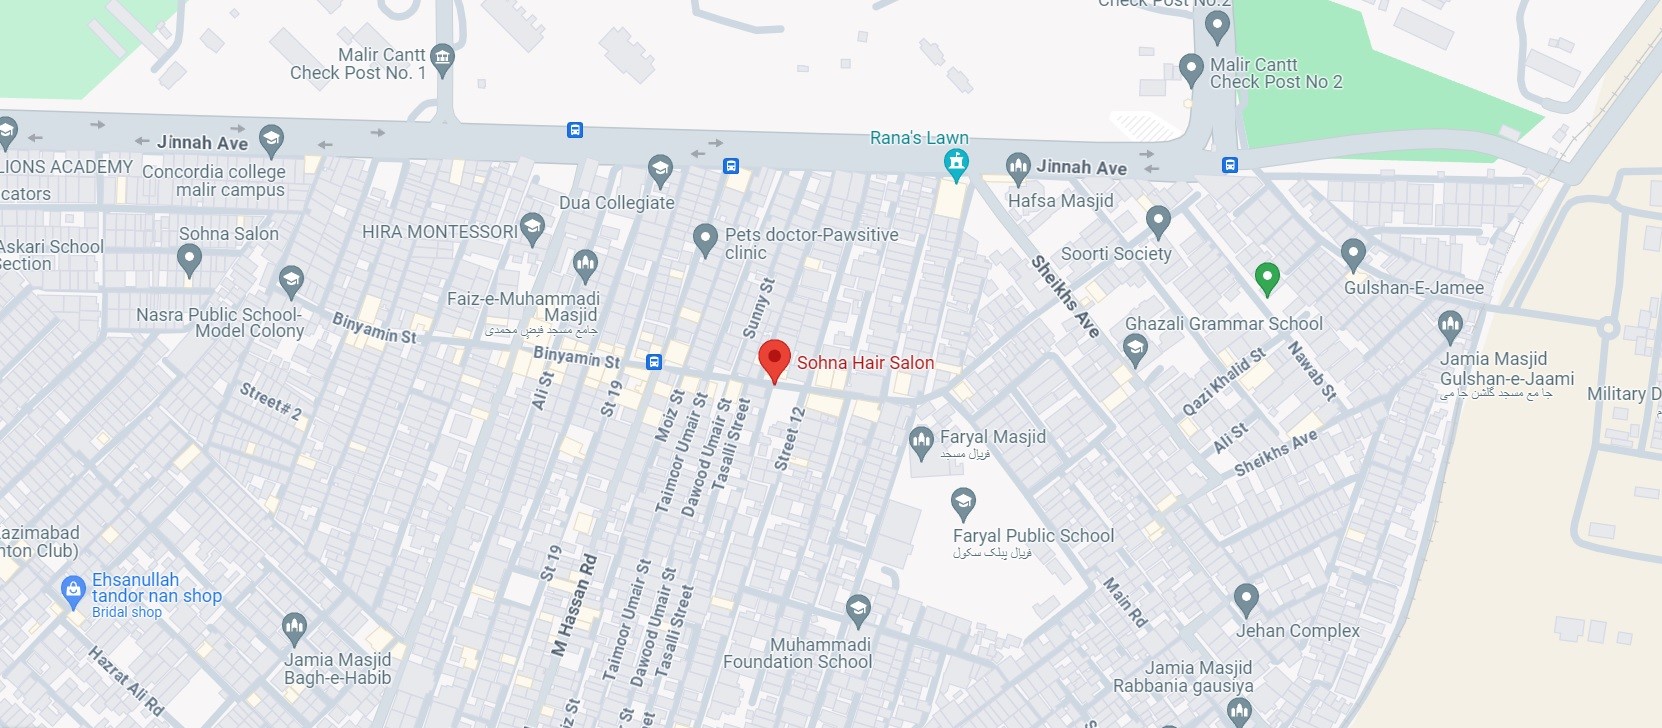 Check Post No.2
Malir Cantt
Check Post No. 1
Malir Cantt
Check Post No 2
Jinnah Ave
Rana's Lawn
Jinnah Ave
LIONS ACADEMY
cators
Concordia college
malir campus
Dua Collegiate
Hafsa Masjid
Sohna Salon
HIRA MONTESSORI
Pets doctor-Pawsitive
clinic
Soorti Society
Askari School
Section
Sheikhs Ave
Gulshan-E-Jamee
Nasra Public School-
Model Colony
Faiz-e-Muhammadi
Masjid
جامع مسجد فیض محمدی
Sunny St
Binyamin St
Binyamin St
Sohna Hair Salon
Ghazali Grammar School
Nawab St
Qazi Khalid St
Jamia Masjid
Gulshan-e-Jaami
جا مع مسجد گلشن جا می
Military D
Street# 2
Ali St
St 19
Moiz St
Taimoor Umair St
Dawood Umair St
Tasalli Street
Street 12
Faryal Masjid
فریال مسجد
Ali St
Sheikhs Ave
Faryal Public School
فریال پبلک سکول
azimabad
nton Club)
Ehsanullah
tandor nan shop
Bridal shop
St 19
M Hassan Rd
Taimoor Umair St
Dawood Umair St
Tasalli Street
Main Rd
Jehan Complex
Muhammadi
Foundation School
Jamia Masjid
Bagh-e-Habib
Hazrat Ali Rd
Jamia Masjid
Rabbania gausiya
iz St
St
et